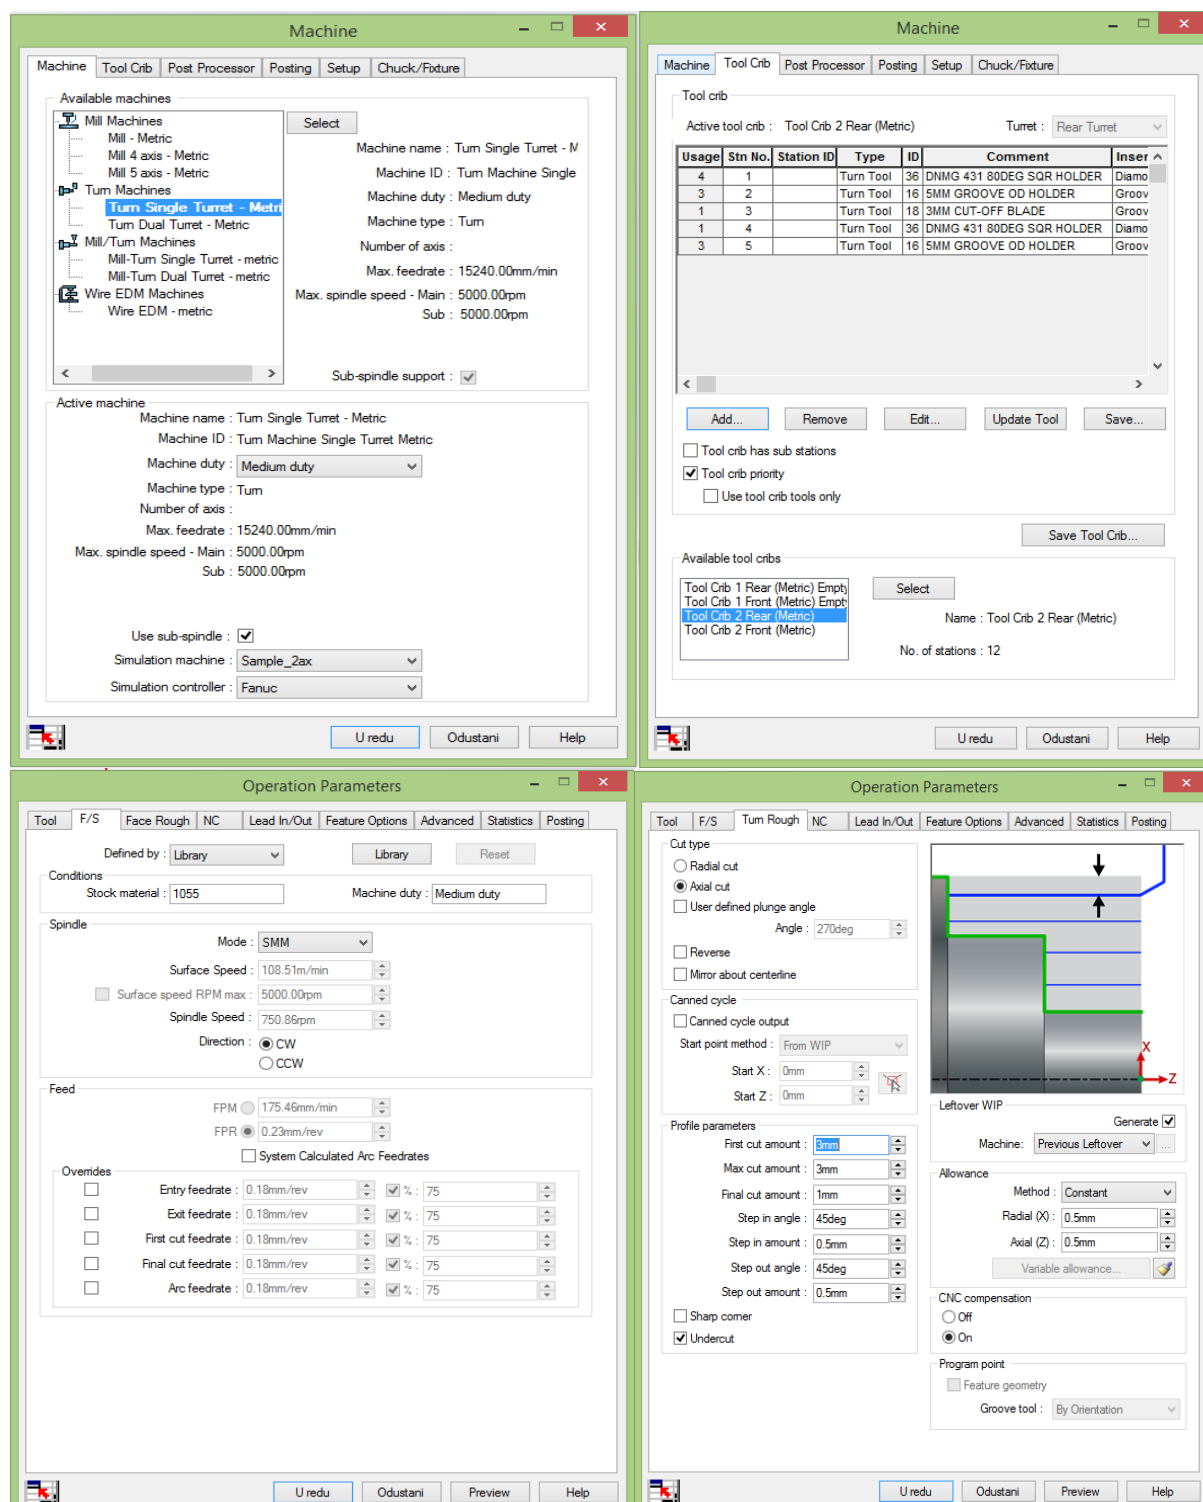 Machine
Machine Tool Crib Post Processor Posting Setup Chuck/Fixture
Available machines
Mill Machines
Mill - Metric
Mill 4 axis - Metric
Mill 5 axis - Metric
Turn Machines
Turn Single Turret - Metri
Turn Dual Turret - Metric
Mill/Turn Machines
Mill-Turn Single Turret - metric
Mill-Turn Dual Turret - metric
Wire EDM Machines
Wire EDM - metric
Select
Machine name : Turn Single Turret - M
Machine ID : Turn Machine Single
Machine duty : Medium duty
Machine type : Turn
Number of axis :
Max. feedrate : 15240.00mm/min
Max. spindle speed - Main : 5000.00rpm
Sub : 5000.00rpm
Sub-spindle support :
Active machine
Machine name : Turn Single Turret - Metric
Machine ID : Turn Machine Single Turret Metric
Machine duty : Medium duty
Machine type : Turn
Number of axis :
Max. feedrate : 15240.00mm/min
Max. spindle speed - Main : 5000.00rpm
Sub : 5000.00rpm
Use sub-spindle :
Simulation machine : Sample_2ax
Simulation controller : Fanuc
U redu Odustani Help
Machine
Machine Tool Crib Post Processor Posting Setup Chuck/Fixture
Tool crib
Active tool crib : Tool Crib 2 Rear (Metric) Turret : Rear Turret
Usage Stn No. Station ID Type ID Comment Inser
4 1 Turn Tool 36 DNMG 431 80DEG SQR HOLDER Diamo
3 2 Turn Tool 16 5MM GROOVE OD HOLDER Groov
1 3 Turn Tool 18 3MM CUT-OFF BLADE Groov
1 4 Turn Tool 36 DNMG 431 80DEG SQR HOLDER Diamo
3 5 Turn Tool 16 5MM GROOVE OD HOLDER Groov
Add... Remove Edit... Update Tool Save...
Tool crib has sub stations
Tool crib priority
Use tool crib tools only
Save Tool Crib...
Available tool cribs
Tool Crib 1 Rear (Metric) Empty
Tool Crib 1 Front (Metric) Empt
Tool Crib 2 Rear (Metric)
Tool Crib 2 Front (Metric)
Select
Name : Tool Crib 2 Rear (Metric)
No. of stations : 12
U redu Odustani Help
Operation Parameters
Tool F/S Face Rough NC Lead In/Out Feature Options Advanced Statistics Posting
Defined by : Library Library Reset
Conditions
Stock material : 1055 Machine duty : Medium duty
Spindle
Mode : SMM
Surface Speed : 108.51m/min
Surface speed RPM max : 5000.00rpm
Spindle Speed : 750.86rpm
Direction : CW
CCW
Feed
FPM 175.46mm/min
FPR 0.23mm/rev
System Calculated Arc Feedrates
Overrides
Entry feedrate : 0.18mm/rev % : 75
Exit feedrate : 0.18mm/rev % : 75
First cut feedrate : 0.18mm/rev % : 75
Final cut feedrate : 0.18mm/rev % : 75
Arc feedrate : 0.18mm/rev % : 75
U redu Odustani Preview Help
Operation Parameters
Tool F/S Turn Rough NC Lead In/Out Feature Options Advanced Statistics Posting
Cut type
Radial cut
Axial cut
User defined plunge angle
Angle : 270deg
Reverse
Mirror about centerline
Canned cycle
Canned cycle output
Start point method : From WIP
Start X : 0mm
Start Z : 0mm
Profile parameters
First cut amount : 3mm
Max cut amount : 3mm
Final cut amount : 1mm
Step in angle : 45deg
Step in amount : 0.5mm
Step out angle : 45deg
Step out amount : 0.5mm
Sharp corner
Undercut
X
Z
Leftover WIP
Generate
Machine: Previous Leftover ...
Allowance
Method : Constant
Radial (X) : 0.5mm
Axial (Z) : 0.5mm
Variable allowance...
CNC compensation
Off
On
Program point
Feature geometry
Groove tool : By Orientation
U redu Odustani Preview Help